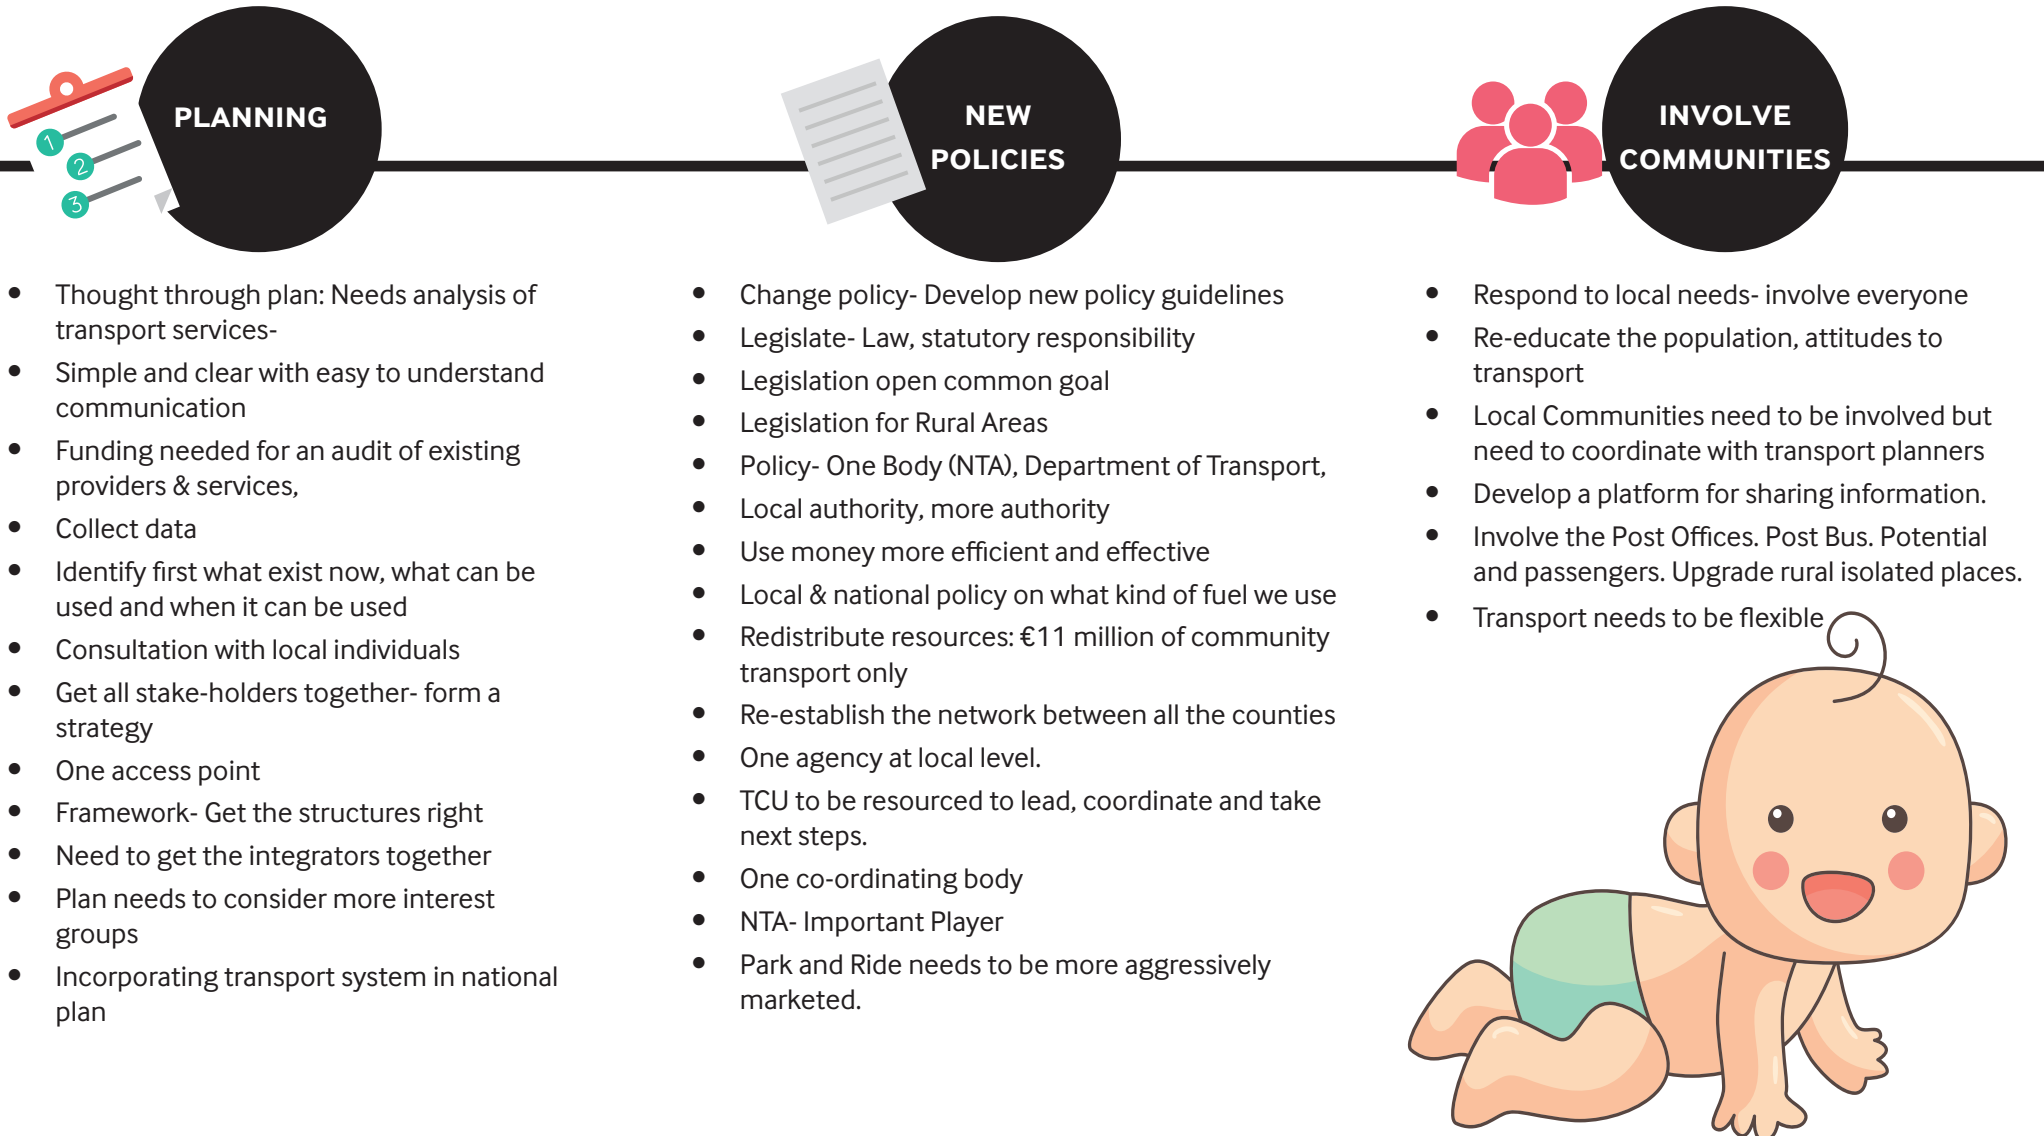 PLANNING
1
2
3
• Thought through plan: Needs analysis of
transport services-
• Simple and clear with easy to understand
communication
• Funding needed for an audit of existing
providers & services,
• Collect data
• Identify first what exist now, what can be
used and when it can be used
• Consultation with local individuals
• Get all stake-holders together- form a
strategy
• One access point
• Framework- Get the structures right
• Need to get the integrators together
• Plan needs to consider more interest
groups
• Incorporating transport system in national
plan
NEW
POLICIES
• Change policy- Develop new policy guidelines
• Legislate- Law, statutory responsibility
• Legislation open common goal
• Legislation for Rural Areas
• Policy- One Body (NTA), Department of Transport,
• Local authority, more authority
• Use money more efficient and effective
• Local & national policy on what kind of fuel we use
• Redistribute resources: €11 million of community
transport only
• Re-establish the network between all the counties
• One agency at local level.
• TCU to be resourced to lead, coordinate and take
next steps.
• One co-ordinating body
• NTA- Important Player
• Park and Ride needs to be more aggressively
marketed.
INVOLVE
COMMUNITIES
• Respond to local needs- involve everyone
• Re-educate the population, attitudes to
transport
• Local Communities need to be involved but
need to coordinate with transport planners
• Develop a platform for sharing information.
• Involve the Post Offices. Post Bus. Potential
and passengers. Upgrade rural isolated places.
• Transport needs to be flexible